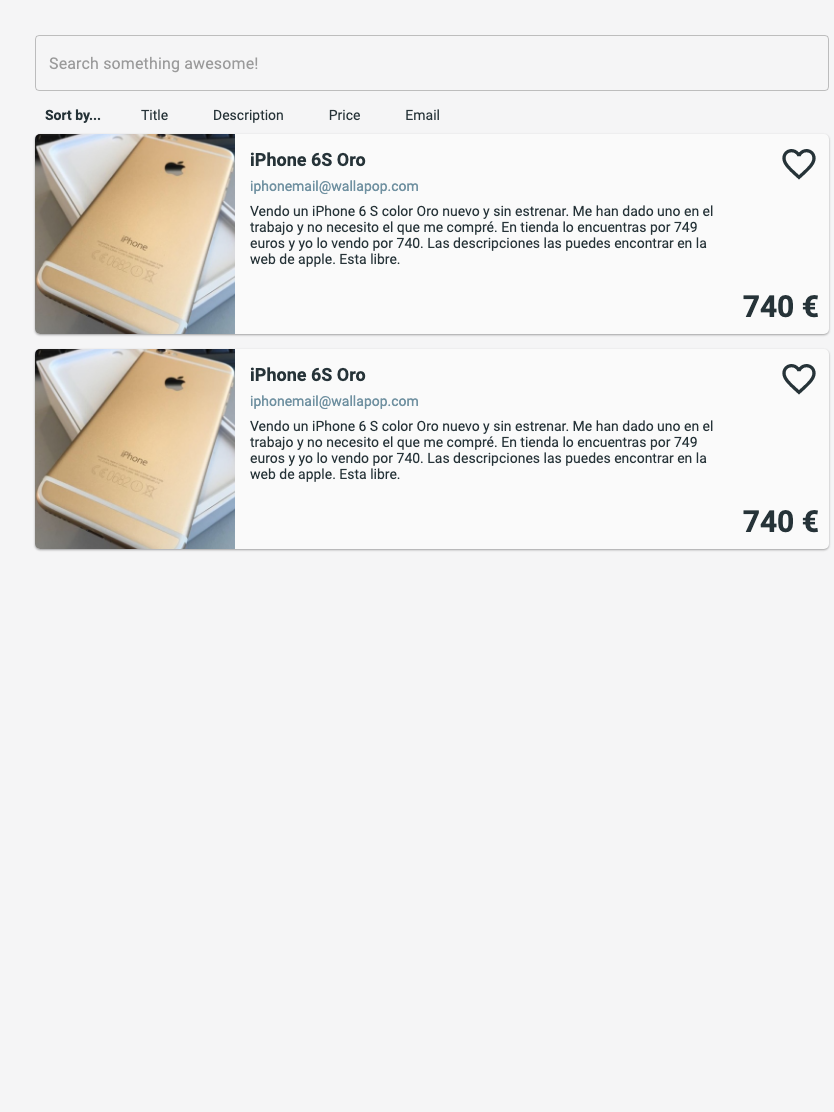 Search something awesome!
Sort by... Title Description Price Email
iPhone 6S Oro
iphonemail@wallapop.com
Vendo un iPhone 6 S color Oro nuevo y sin estrenar. Me han dado uno en el
trabajo y no necesito el que me compré. En tienda lo encuentras por 749
euros y yo lo vendo por 740. Las descripciones las puedes encontrar en la
web de apple. Esta libre.
740 €
iPhone
iPhone 6S Oro
iphonemail@wallapop.com
Vendo un iPhone 6 S color Oro nuevo y sin estrenar. Me han dado uno en el
trabajo y no necesito el que me compré. En tienda lo encuentras por 749
euros y yo lo vendo por 740. Las descripciones las puedes encontrar en la
web de apple. Esta libre.
740 €
iPhone